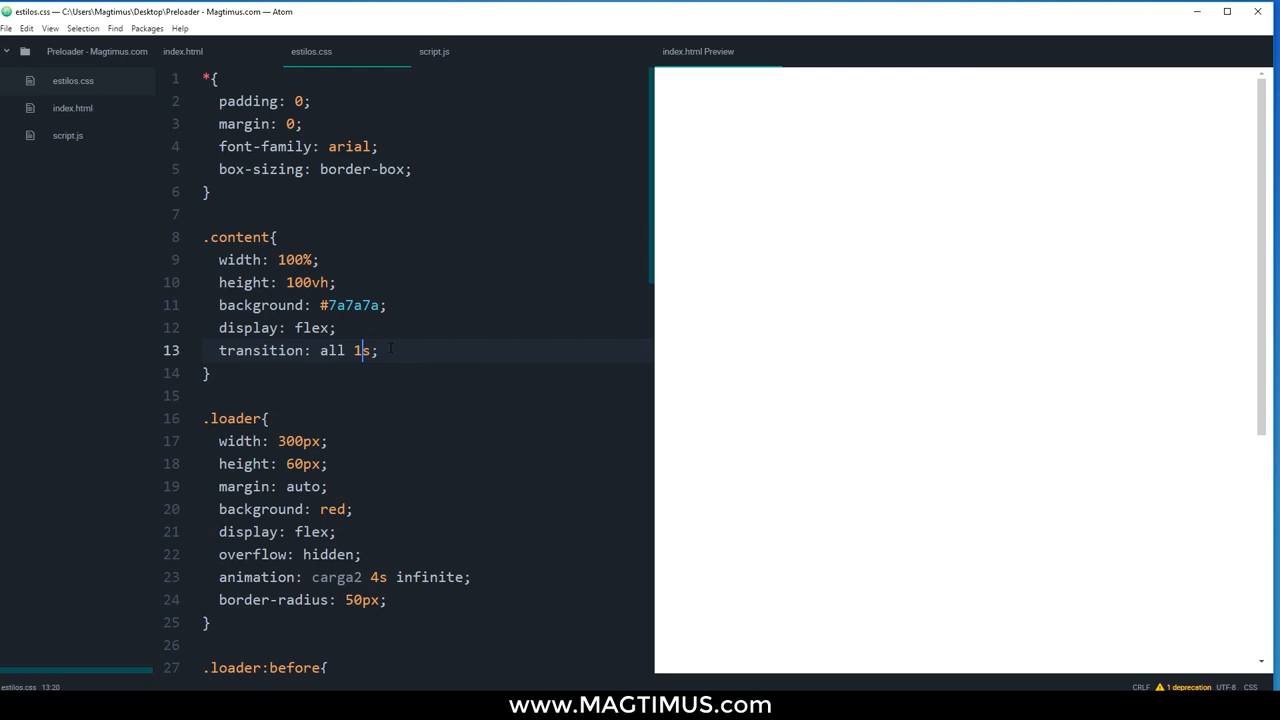 estilos.css — C:\Users\Magtimus\Desktop\Preloader - Magtimus.com — Atom
File Edit View Selection Find Packages Help
Preloader - Magtimus.com
index.html estilos.css script.js index.html Preview
estilos.css
index.html
script.js
1 *{
2 padding: 0;
3 margin: 0;
4 font-family: arial;
5 box-sizing: border-box;
6 }
7
8 .content{
9 width: 100%;
10 height: 100vh;
11 background: #7a7a7a;
12 display: flex;
13 transition: all 1s;
14 }
15
16 .loader{
17 width: 300px;
18 height: 60px;
19 margin: auto;
20 background: red;
21 display: flex;
22 overflow: hidden;
23 animation: carga2 4s infinite;
24 border-radius: 50px;
25 }
26
27 .loader:before{
estilos.css 13:20 CRLF 1 deprecation UTF-8 CSS
www.MAGTIMUS.com